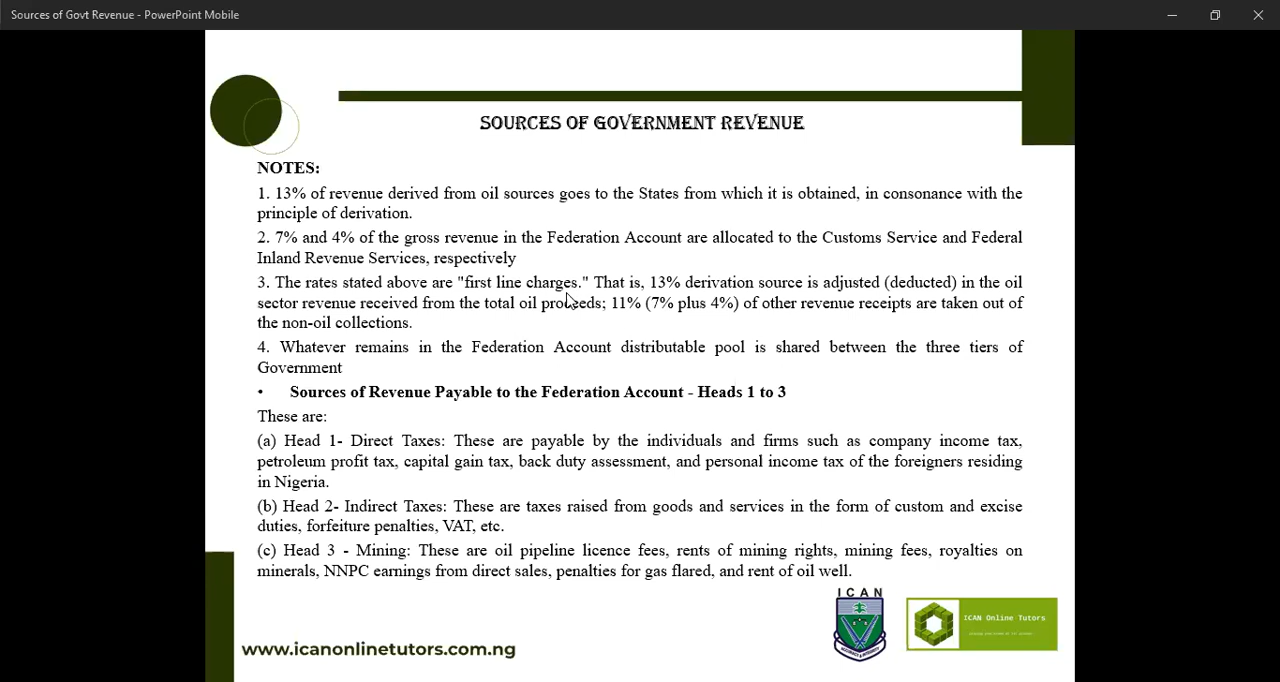 Sources of Govt Revenue - PowerPoint Mobile
SOURCES OF GOVERNMENT REVENUE
NOTES:
1. 13% of revenue derived from oil sources goes to the States from which it is obtained, in consonance with the
principle of derivation.
2. 7% and 4% of the gross revenue in the Federation Account are allocated to the Customs Service and Federal
Inland Revenue Services, respectively
3. The rates stated above are "first line charges." That is, 13% derivation source is adjusted (deducted) in the oil
sector revenue received from the total oil proceeds; 11% (7% plus 4%) of other revenue receipts are taken out of
the non-oil collections.
4. Whatever remains in the Federation Account distributable pool is shared between the three tiers of
Government
• Sources of Revenue Payable to the Federation Account - Heads 1 to 3
These are:
(a) Head 1- Direct Taxes: These are payable by the individuals and firms such as company income tax,
petroleum profit tax, capital gain tax, back duty assessment, and personal income tax of the foreigners residing
in Nigeria.
(b) Head 2- Indirect Taxes: These are taxes raised from goods and services in the form of custom and excise
duties, forfeiture penalties, VAT, etc.
(c) Head 3 - Mining: These are oil pipeline licence fees, rents of mining rights, mining fees, royalties on
minerals, NNPC earnings from direct sales, penalties for gas flared, and rent of oil well.
ICAN
ACCURACY & INTEGRITY
ICAN Online Tutors
www.icanonlinetutors.com.ng